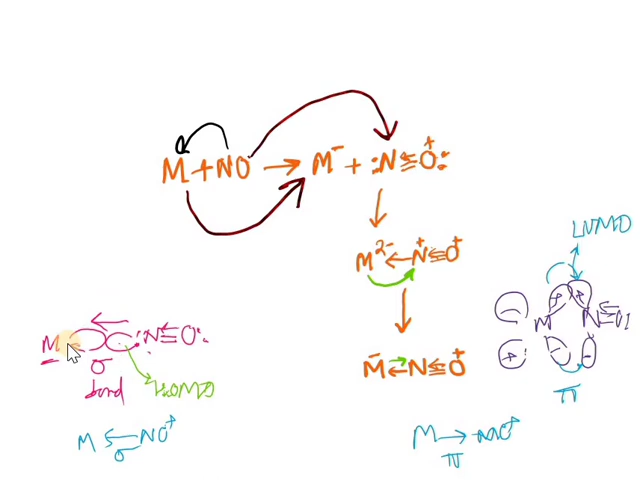 M + NO → M⁻ + :N≡O⁺:
LUMO
M²⁻ ← N⁺≡O⁺
M N≡O:
M :N≡O:
σ
bond
HOMO
M⁻ ⇄ N≡O⁺
π
M ← NO⁺
σ
M → NO⁺
π